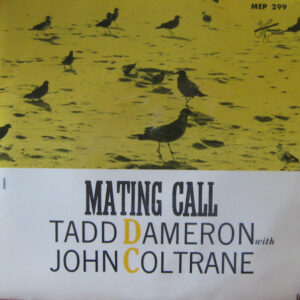 MEP 299
MATING CALL
TADD DAMERON with
JOHN COLTRANE